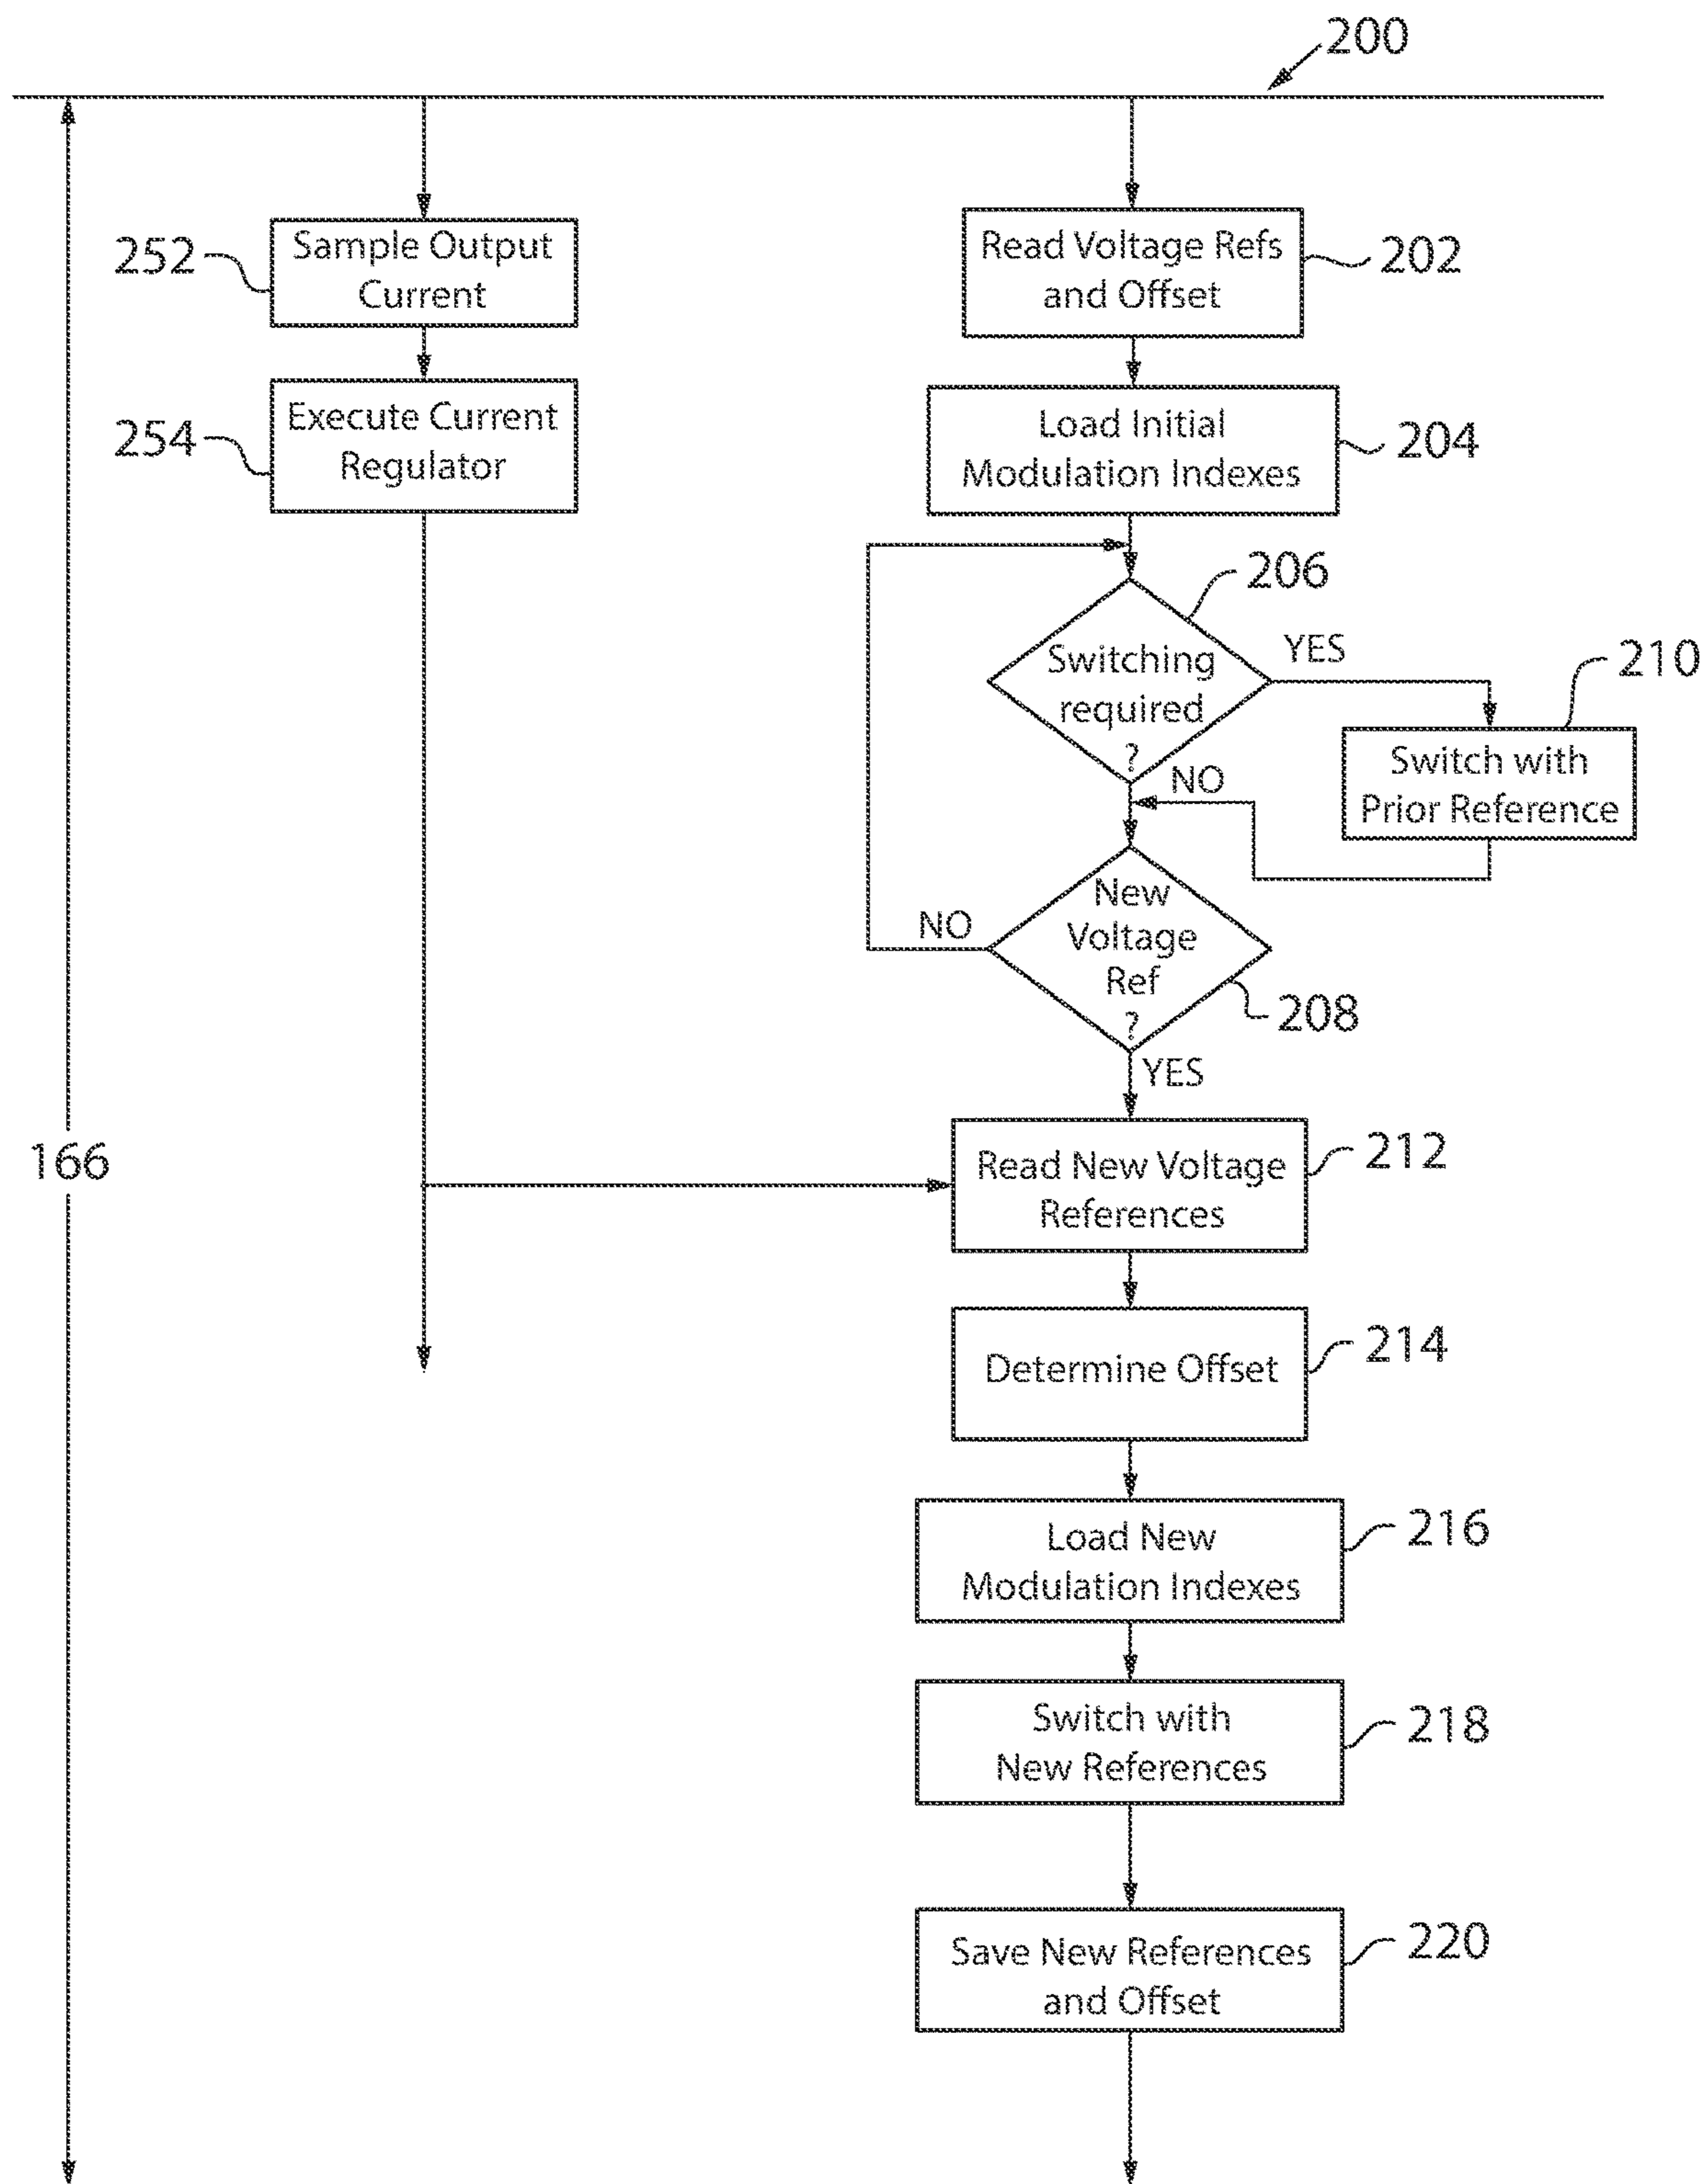 200
Sample Output
Current
252
Read Voltage Refs
and Offset
202
Execute Current
Regulator
254
Load Initial
Modulation Indexes
204
206
Switching
required
?
YES
NO
210
Switch with
Prior Reference
New
Voltage
Ref
?
NO
208
YES
166
Read New Voltage
References
212
Determine Offset
214
Load New
Modulation Indexes
216
Switch with
New References
218
Save New References
and Offset
220